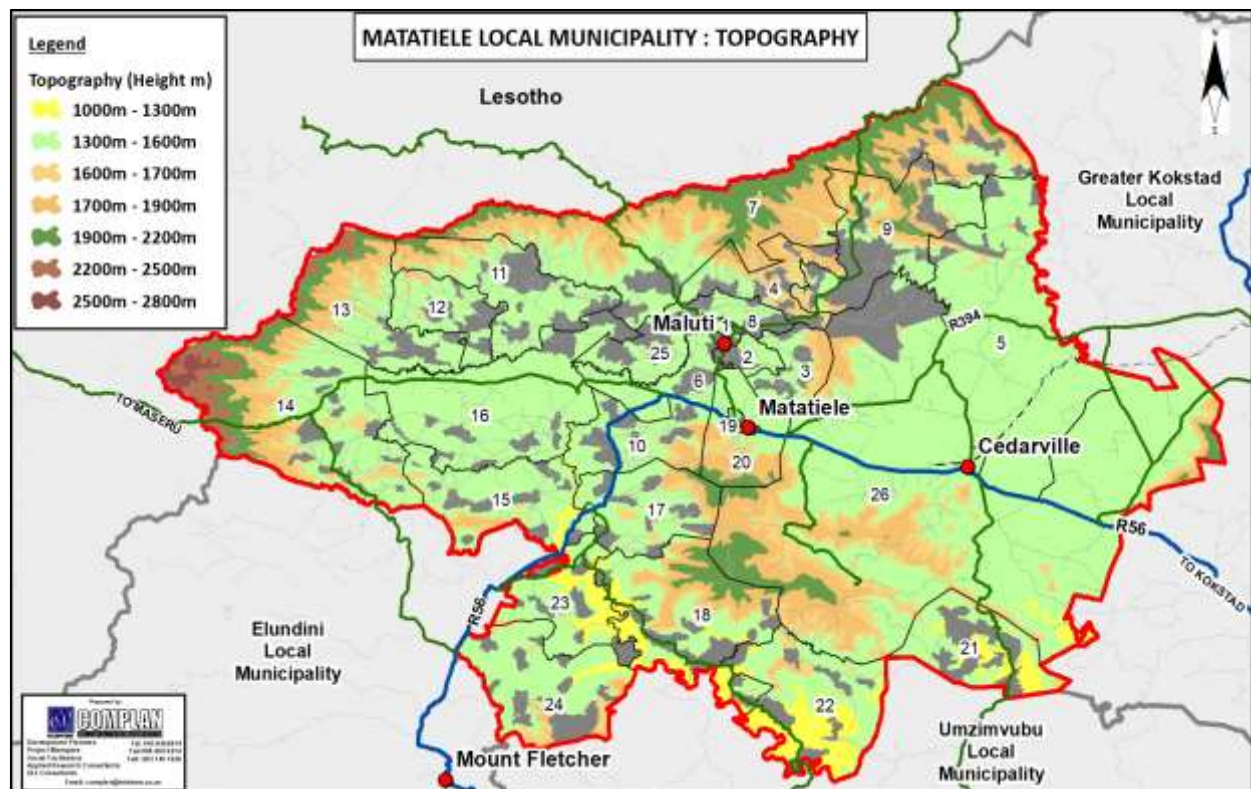 MATATIELE LOCAL MUNICIPALITY : TOPOGRAPHY
Legend
Topography (Height m)
1000m - 1300m
1300m - 1600m
1600m - 1700m
1700m - 1900m
1900m - 2200m
2200m - 2500m
2500m - 2800m
Lesotho
Greater Kokstad
Local
Municipality
7
9
11
4
13
12
R394
1
8
5
Maluti
25
2
3
6
14
16
TO MASERU
Matatiele
19
10
20
Cedarville
26
15
17
R56
TO KOKSTAD
23
R56
18
Elundini
Local
Municipality
21
24
22
Umzimvubu
Local
Municipality
Mount Fletcher
Prepared by
COMPLAN